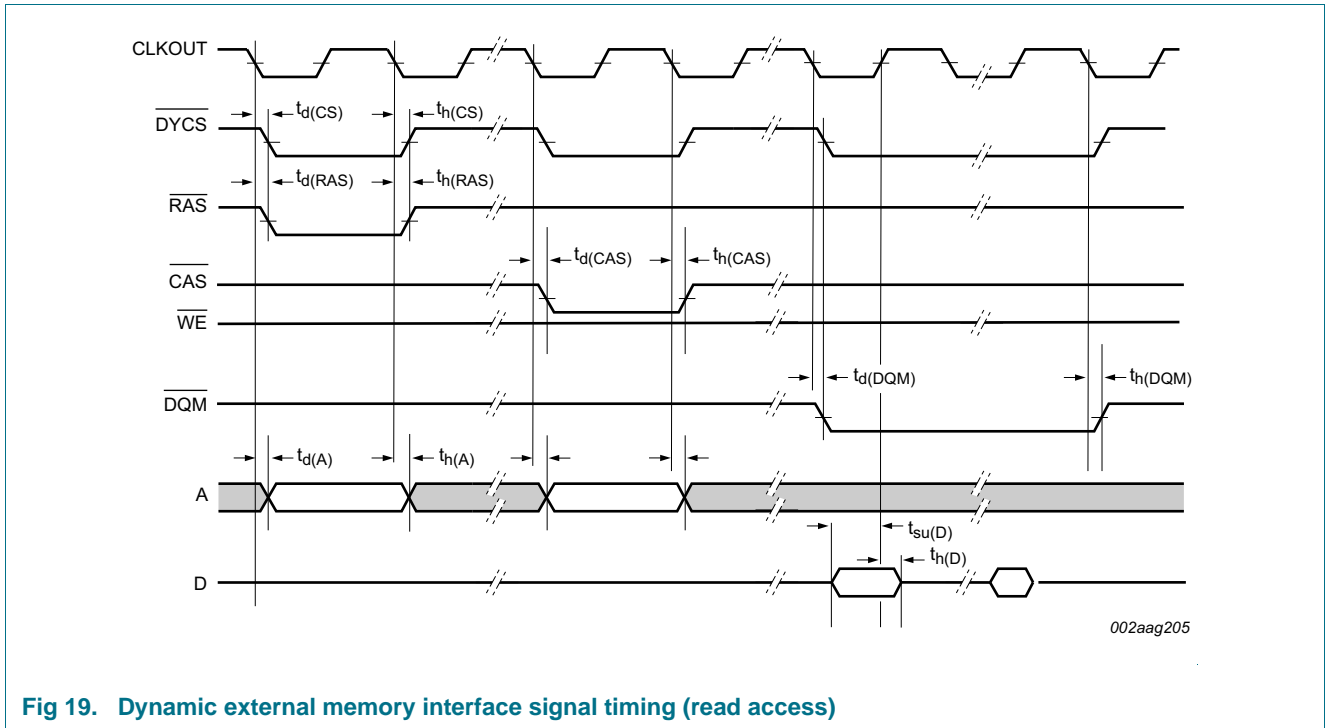 CLKOUT
td(CS) th(CS)
DYCS
td(RAS) th(RAS)
RAS
td(CAS) th(CAS)
CAS
WE
td(DQM) th(DQM)
DQM
td(A) th(A)
A
tsu(D)
th(D)
D
002aag205
Fig 19. Dynamic external memory interface signal timing (read access)